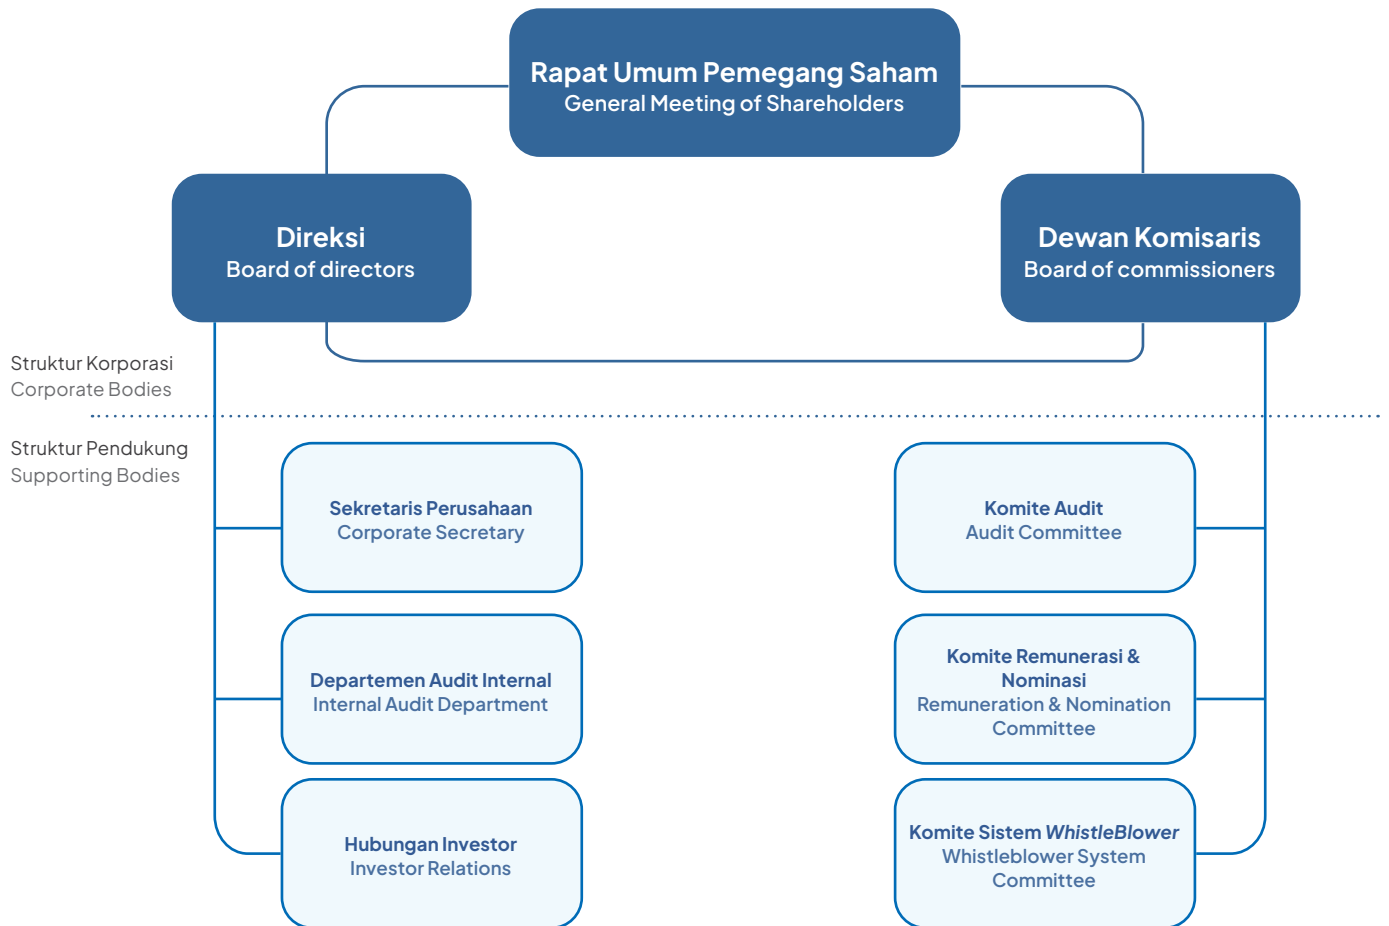 Rapat Umum Pemegang Saham
General Meeting of Shareholders
Direksi
Board of directors
Dewan Komisaris
Board of commissioners
Struktur Korporasi
Corporate Bodies
Struktur Pendukung
Supporting Bodies
Sekretaris Perusahaan
Corporate Secretary
Komite Audit
Audit Committee
Departemen Audit Internal
Internal Audit Department
Komite Remunerasi &
Nominasi
Remuneration & Nomination
Committee
Hubungan Investor
Investor Relations
Komite Sistem WhistleBlower
Whistleblower System
Committee